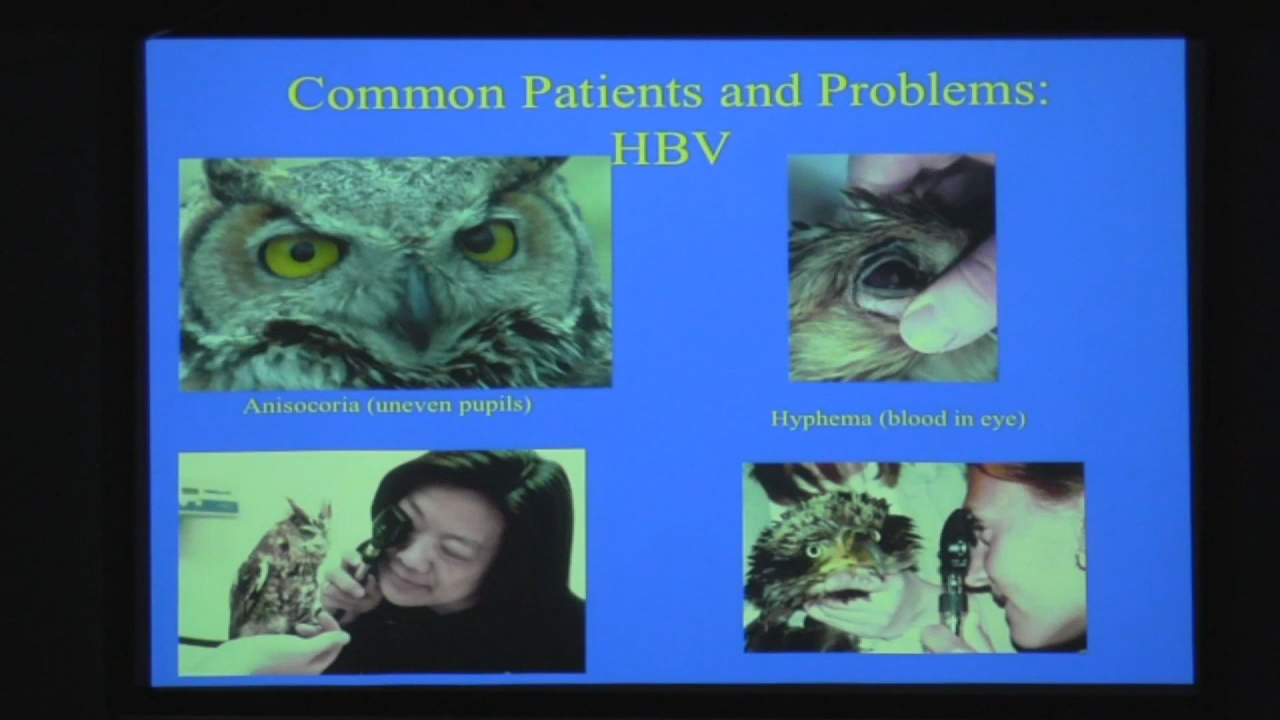 Common Patients and Problems:
HBV
Anisocoria (uneven pupils)
Hyphema (blood in eye)